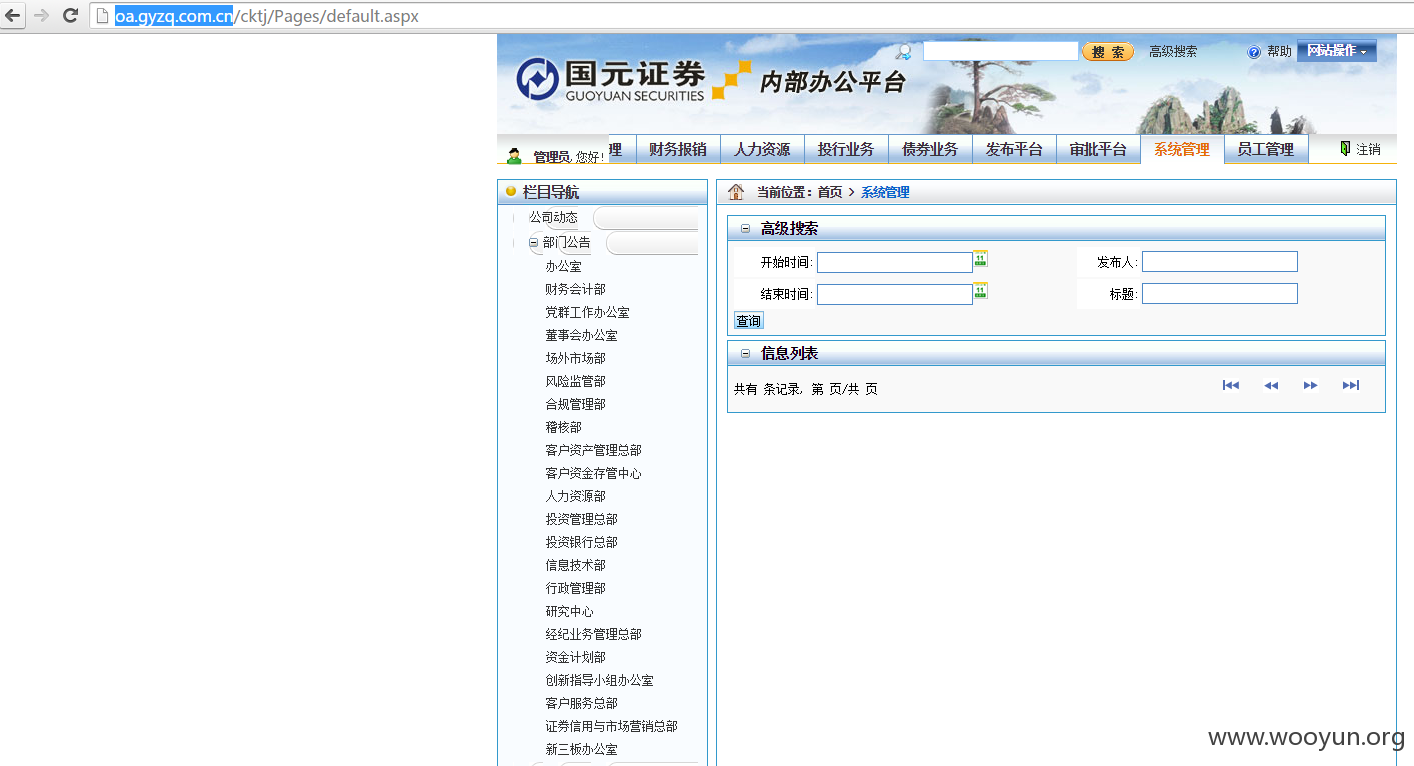 oa.gyzq.com.cn/cktj/Pages/default.aspx
搜 索 高级搜索 帮助 网站操作
国元证券 内部办公平台
GUOYUAN SECURITIES
管理员, 您好! 理 财务报销 人力资源 投行业务 债券业务 发布平台 审批平台 系统管理 员工管理 注销
栏目导航
公司动态
部门公告
办公室
财务会计部
党群工作办公室
董事会办公室
场外市场部
风险监管部
合规管理部
稽核部
客户资产管理总部
客户资金存管中心
人力资源部
投资管理总部
投资银行总部
信息技术部
行政管理部
研究中心
经纪业务管理总部
资金计划部
创新指导小组办公室
客户服务总部
证券信用与市场营销总部
新三板办公室
当前位置: 首页 > 系统管理
高级搜索
开始时间: 11 发布人:
结束时间: 11 标题:
查询
信息列表
共有 条记录, 第 页/共 页
www.wooyun.org